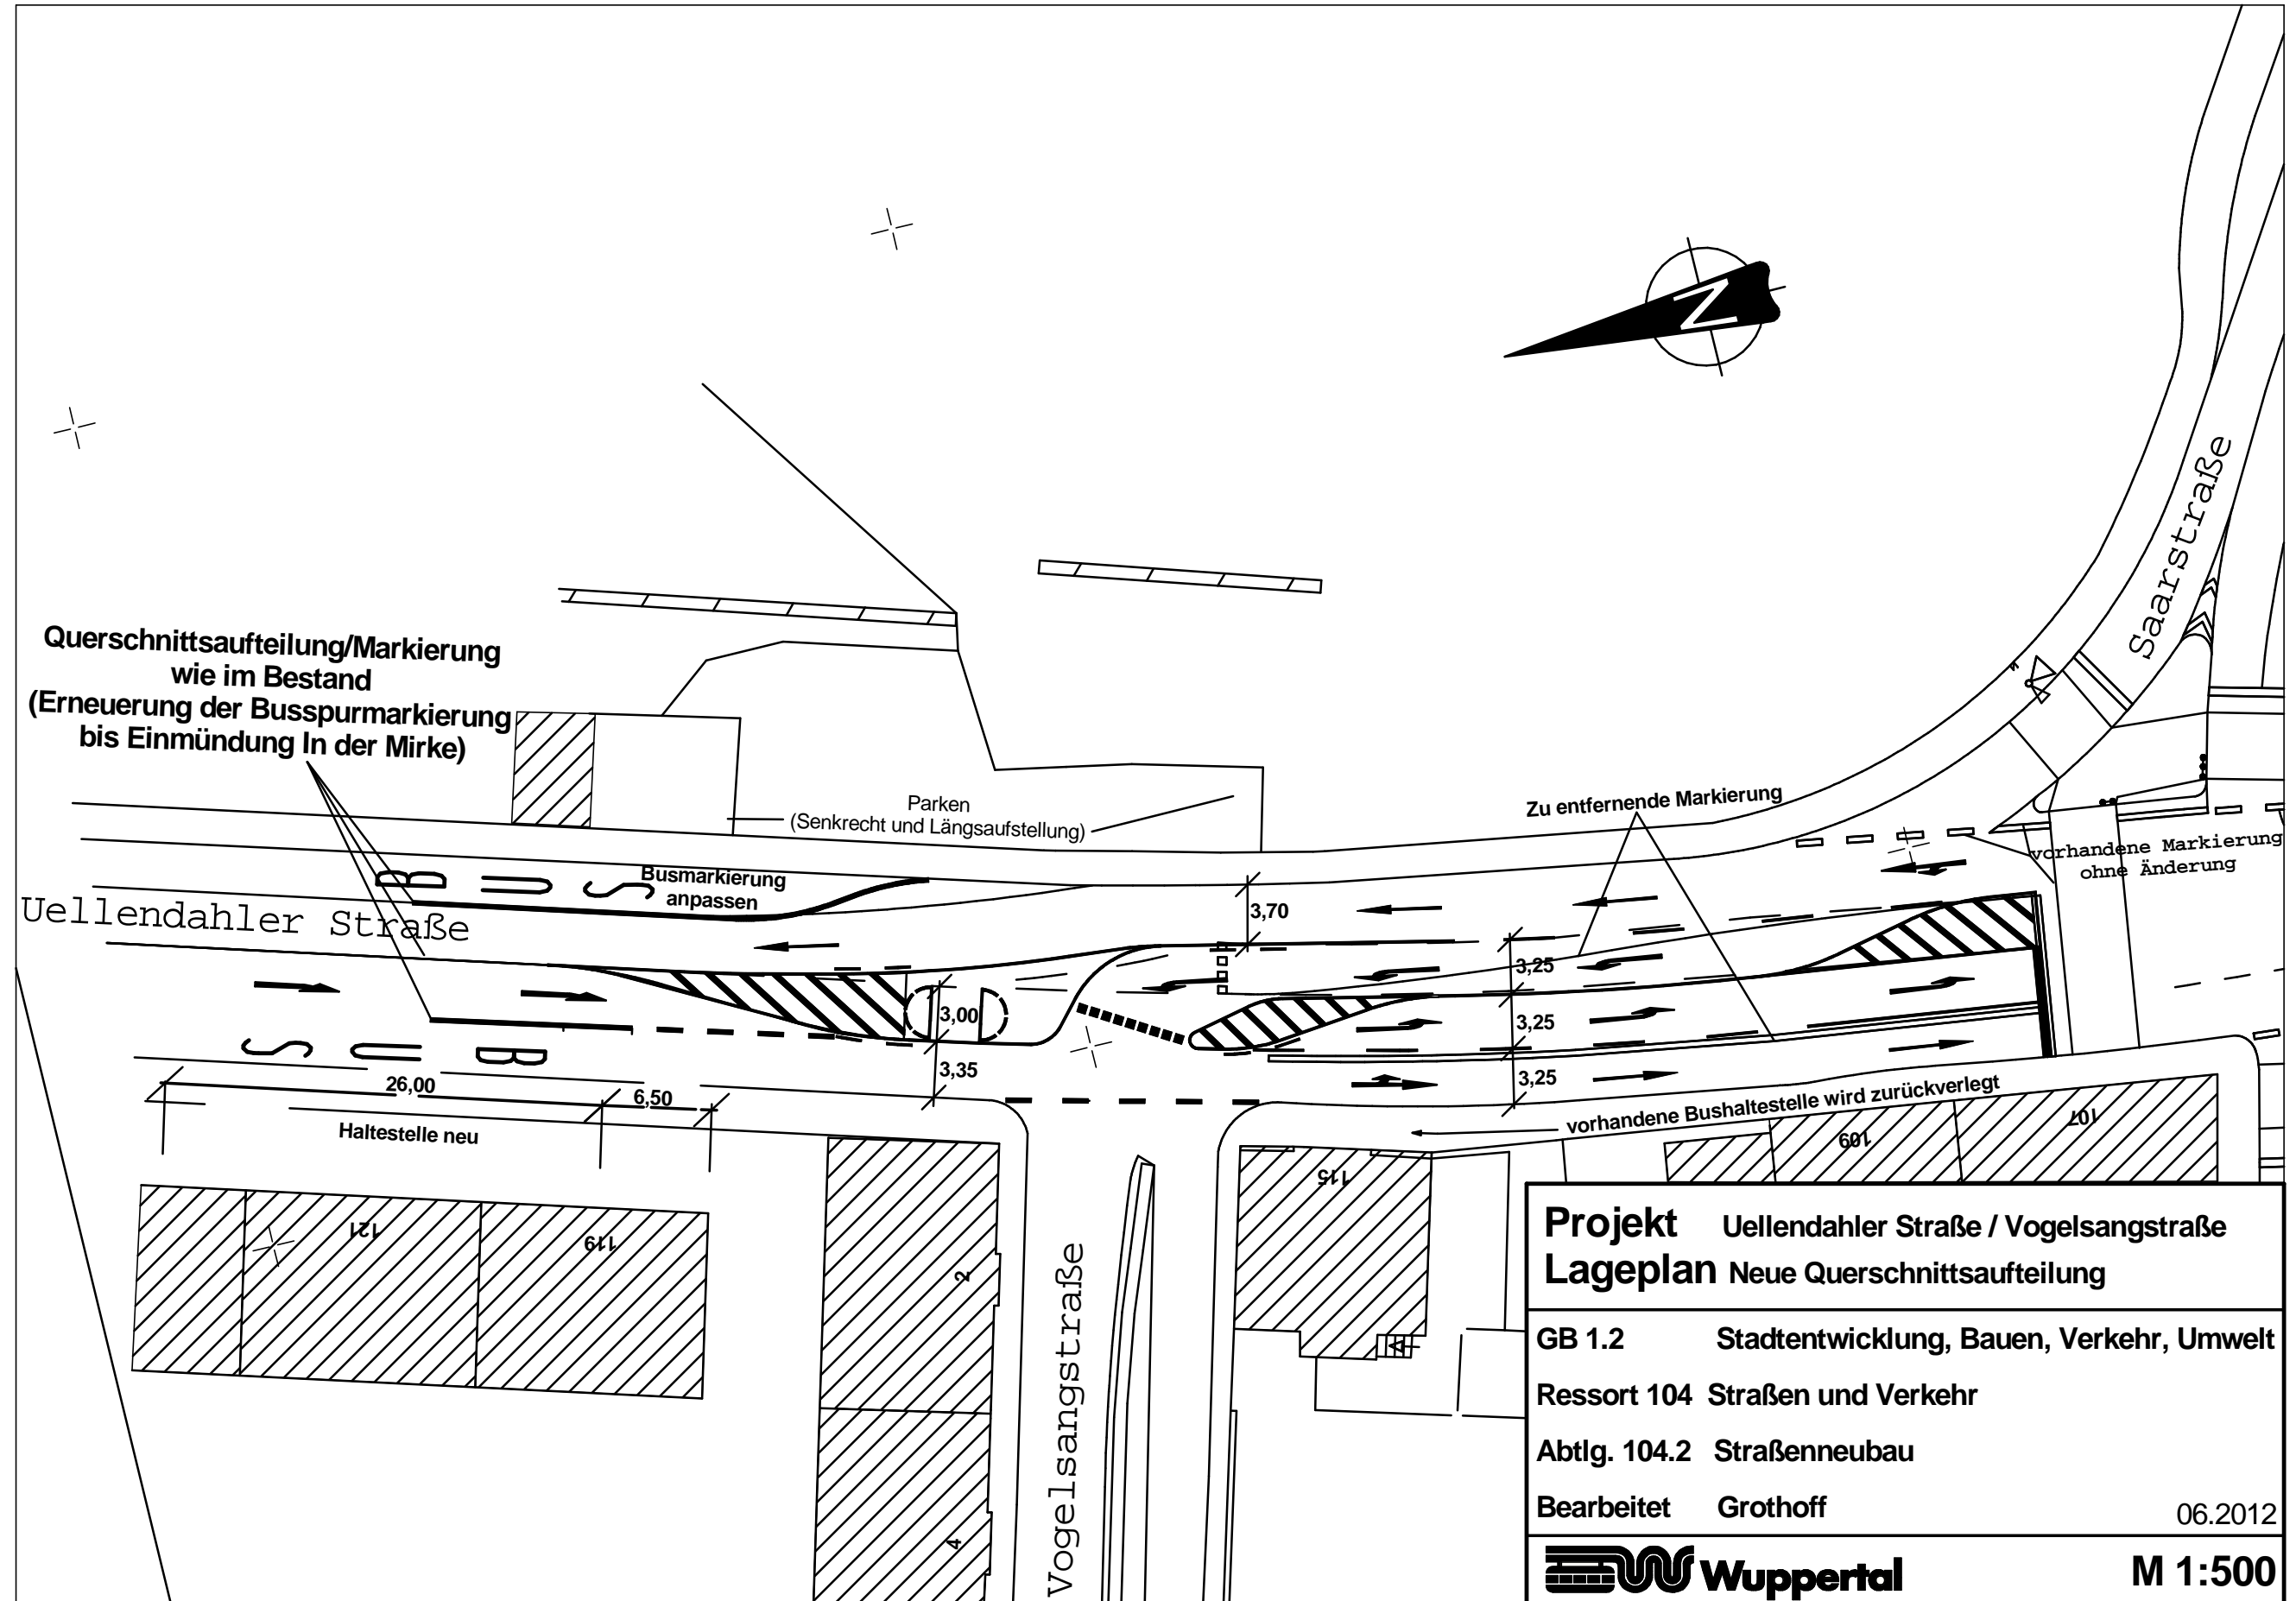 Saarstraße
Querschnittsaufteilung/Markierung
wie im Bestand
(Erneuerung der Busspurmarkierung
bis Einmündung In der Mirke)
N
Parken
(Senkrecht und Längsaufstellung)
Zu entfernende Markierung
vorhandene Markierung
ohne Änderung
BUS
Busmarkierung
anpassen
Uellendahler Straße
3,70
3,25
3,00
3,25
3,35
3,25
BUS
26,00
6,50
Haltestelle neu
vorhandene Bushaltestelle wird zurückverlegt
107
109
115
121
119
2
4
Vogelsangstraße
Projekt Uellendahler Straße / Vogelsangstraße
Lageplan Neue Querschnittsaufteilung
GB 1.2 Stadtentwicklung, Bauen, Verkehr, Umwelt
Ressort 104 Straßen und Verkehr
Abtlg. 104.2 Straßenneubau
Bearbeitet Grothoff 06.2012
Wuppertal M 1:500